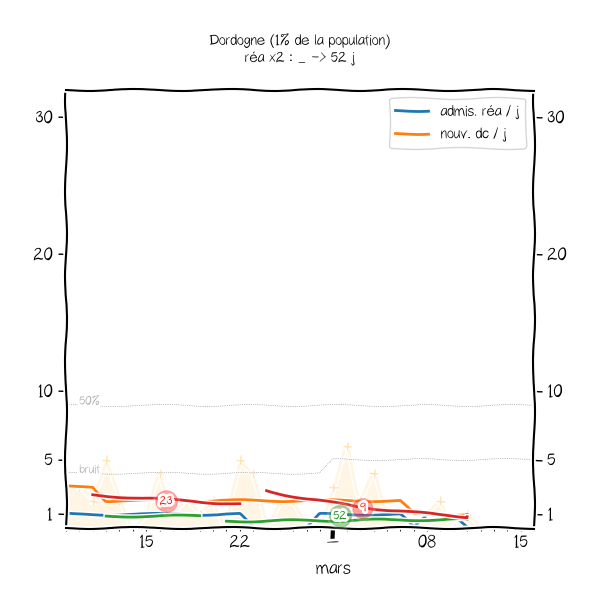 Dordogne (1% de la population)
réa x2 : _ -> 52 j
admis. réa / j
nouv. dc / j
30 30
20 20
10 10
50%
5 5
bruit
23
9
52
1 1
15 22 1 08 15
mars